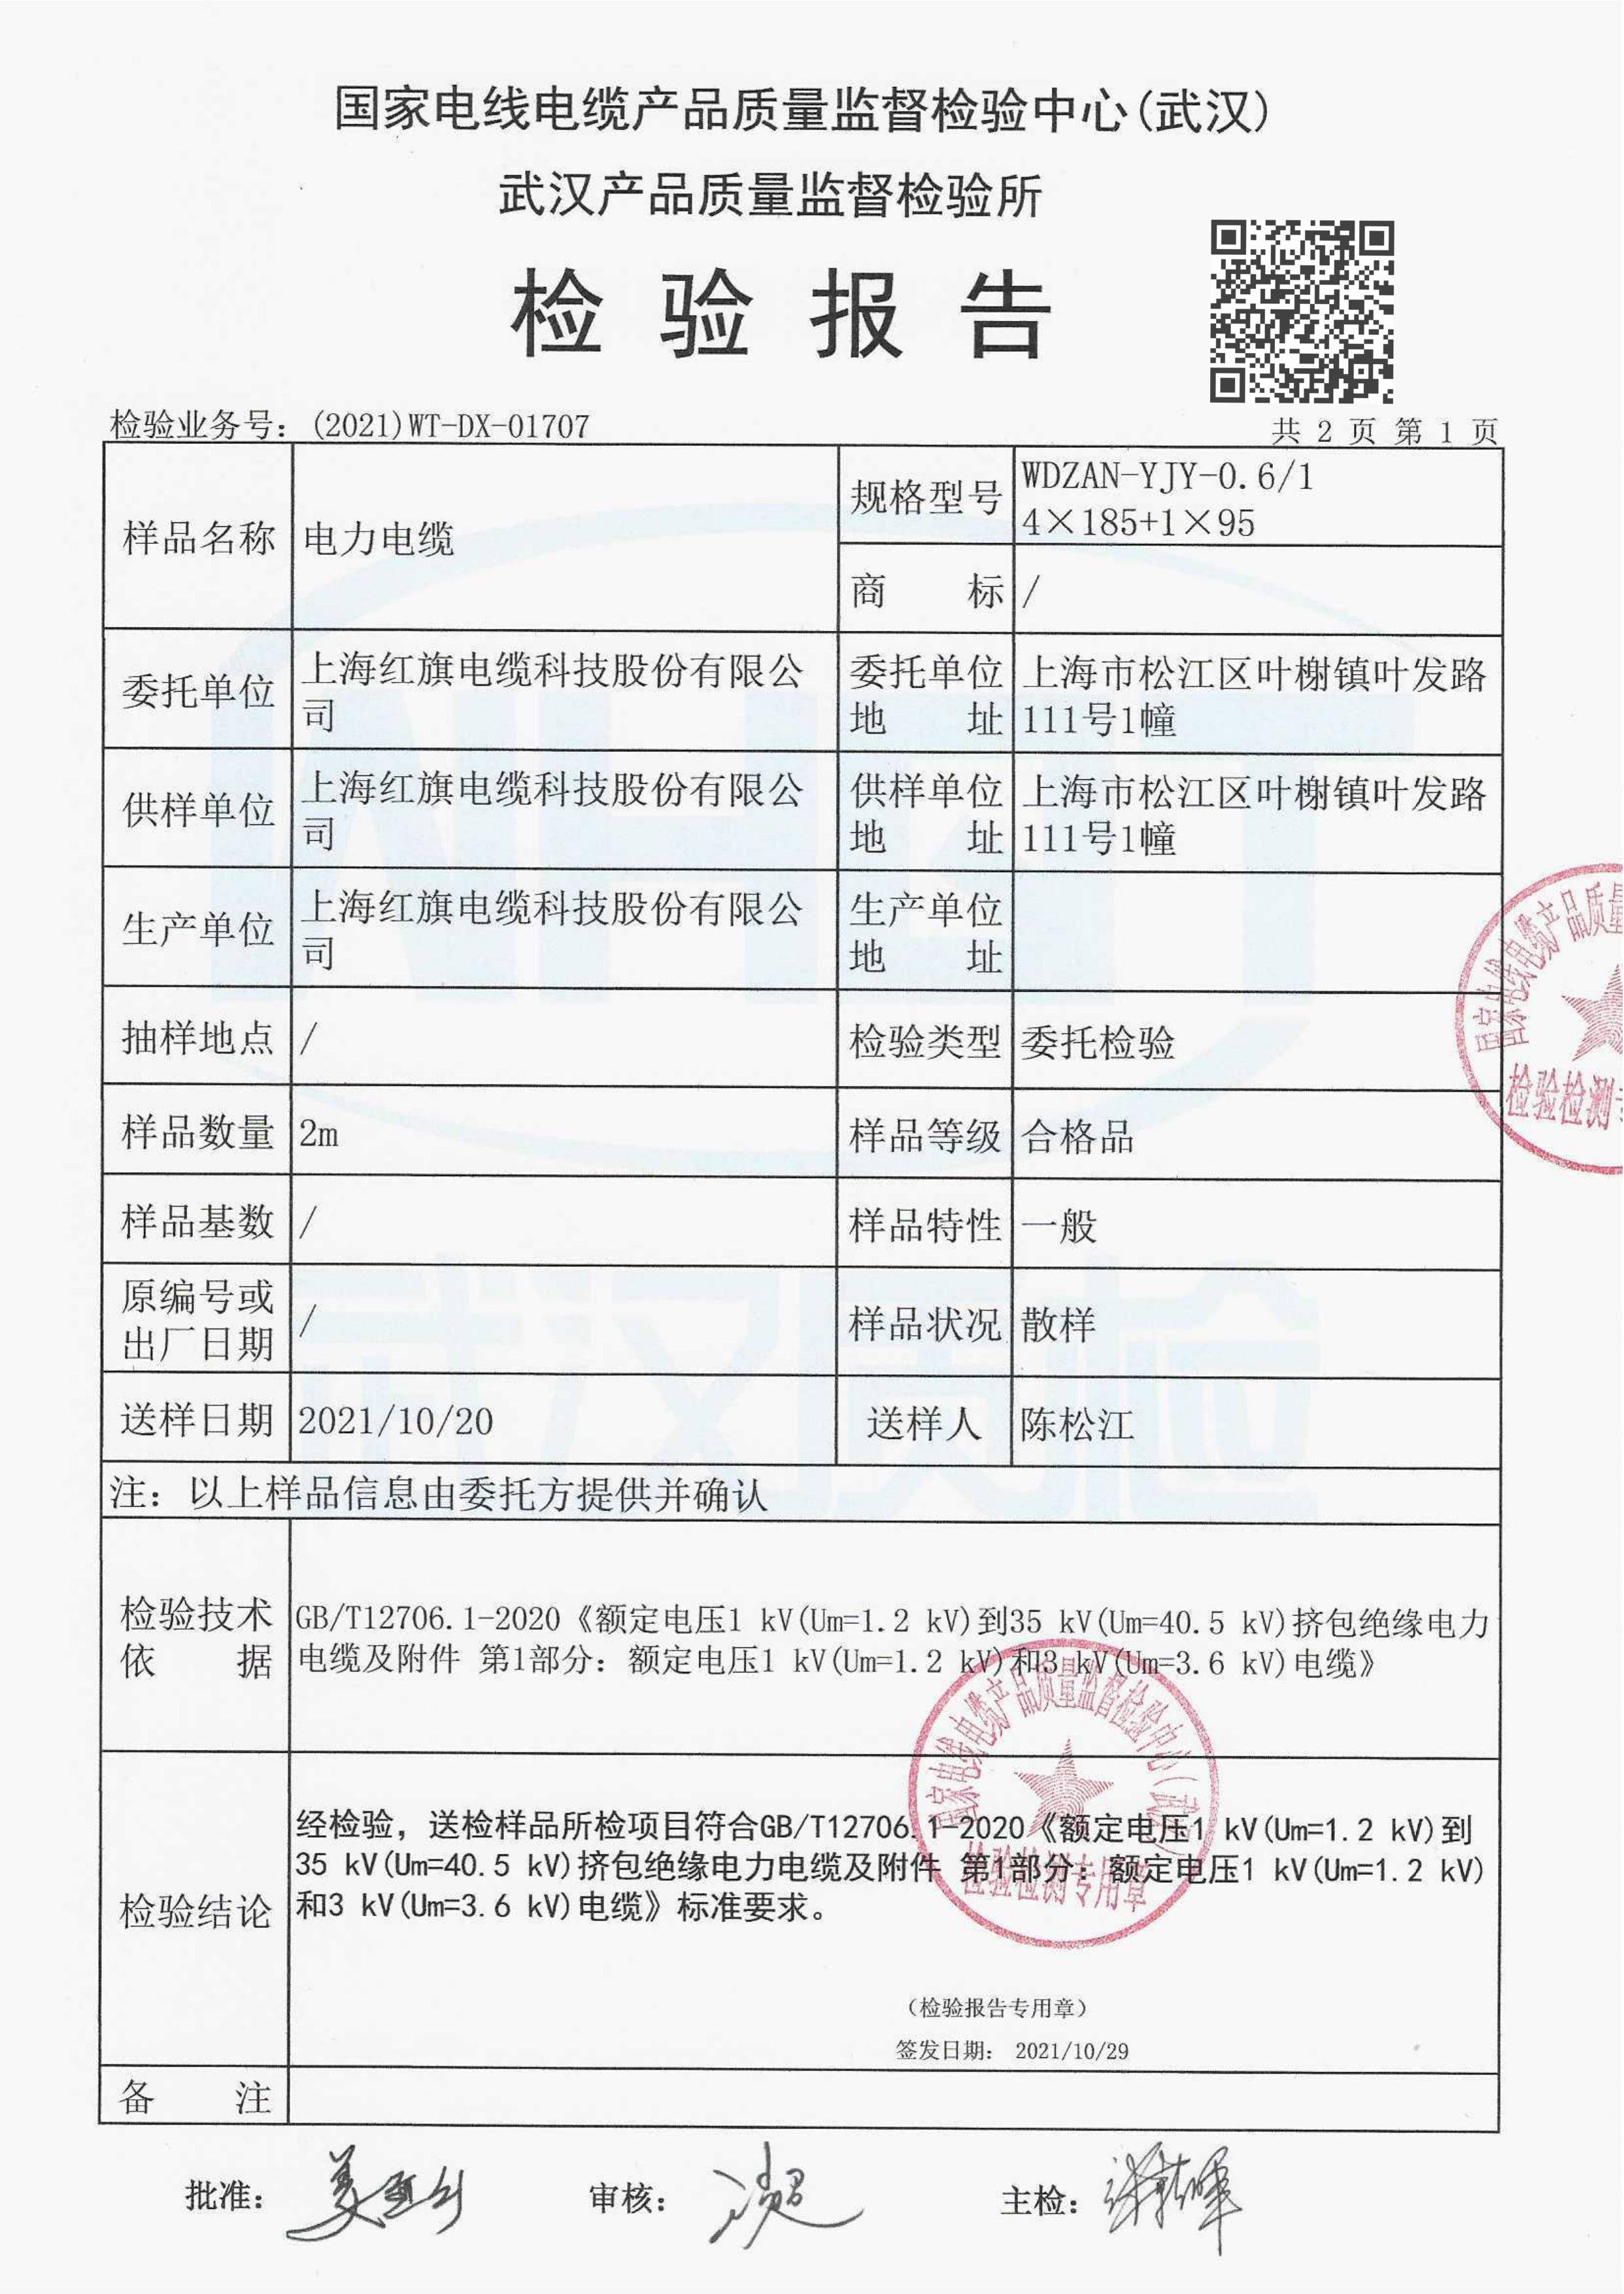 国家电线电缆产品质量监督检验中心(武汉)
武汉产品质量监督检验所
检验报告
检验业务号：(2021)WT-DX-01707
共 2 页 第 1 页
样品名称
电力电缆
规格型号
WDZAN-YJY-0.6/1
4×185+1×95
商 标
/
委托单位
上海红旗电缆科技股份有限公
司
委托单位
地 址
上海市松江区叶榭镇叶发路
111号1幢
供样单位
上海红旗电缆科技股份有限公
司
供样单位
地 址
上海市松江区叶榭镇叶发路
111号1幢
生产单位
上海红旗电缆科技股份有限公
司
生产单位
地 址
抽样地点
/
检验类型
委托检验
样品数量
2m
样品等级
合格品
样品基数
/
样品特性
一般
原编号或
出厂日期
/
样品状况
散样
送样日期
2021/10/20
送样人
陈松江
注：以上样品信息由委托方提供并确认
检验技术
依 据
GB/T12706.1-2020《额定电压1 kV(Um=1.2 kV)到35 kV(Um=40.5 kV)挤包绝缘电力
电缆及附件 第1部分：额定电压1 kV(Um=1.2 kV)和3 kV(Um=3.6 kV)电缆》
检验结论
经检验，送检样品所检项目符合GB/T12706.1-2020《额定电压1 kV(Um=1.2 kV)到
35 kV(Um=40.5 kV)挤包绝缘电力电缆及附件 第1部分：额定电压1 kV(Um=1.2 kV)
和3 kV(Um=3.6 kV)电缆》标准要求。
国家电线电缆产品质量监督检验中心(武汉)
检验检测专用章
国家电线电缆产品质量
检验检测专
(检验报告专用章)
签发日期： 2021/10/29
备 注
批准：
审核：
主检：
武汉质检